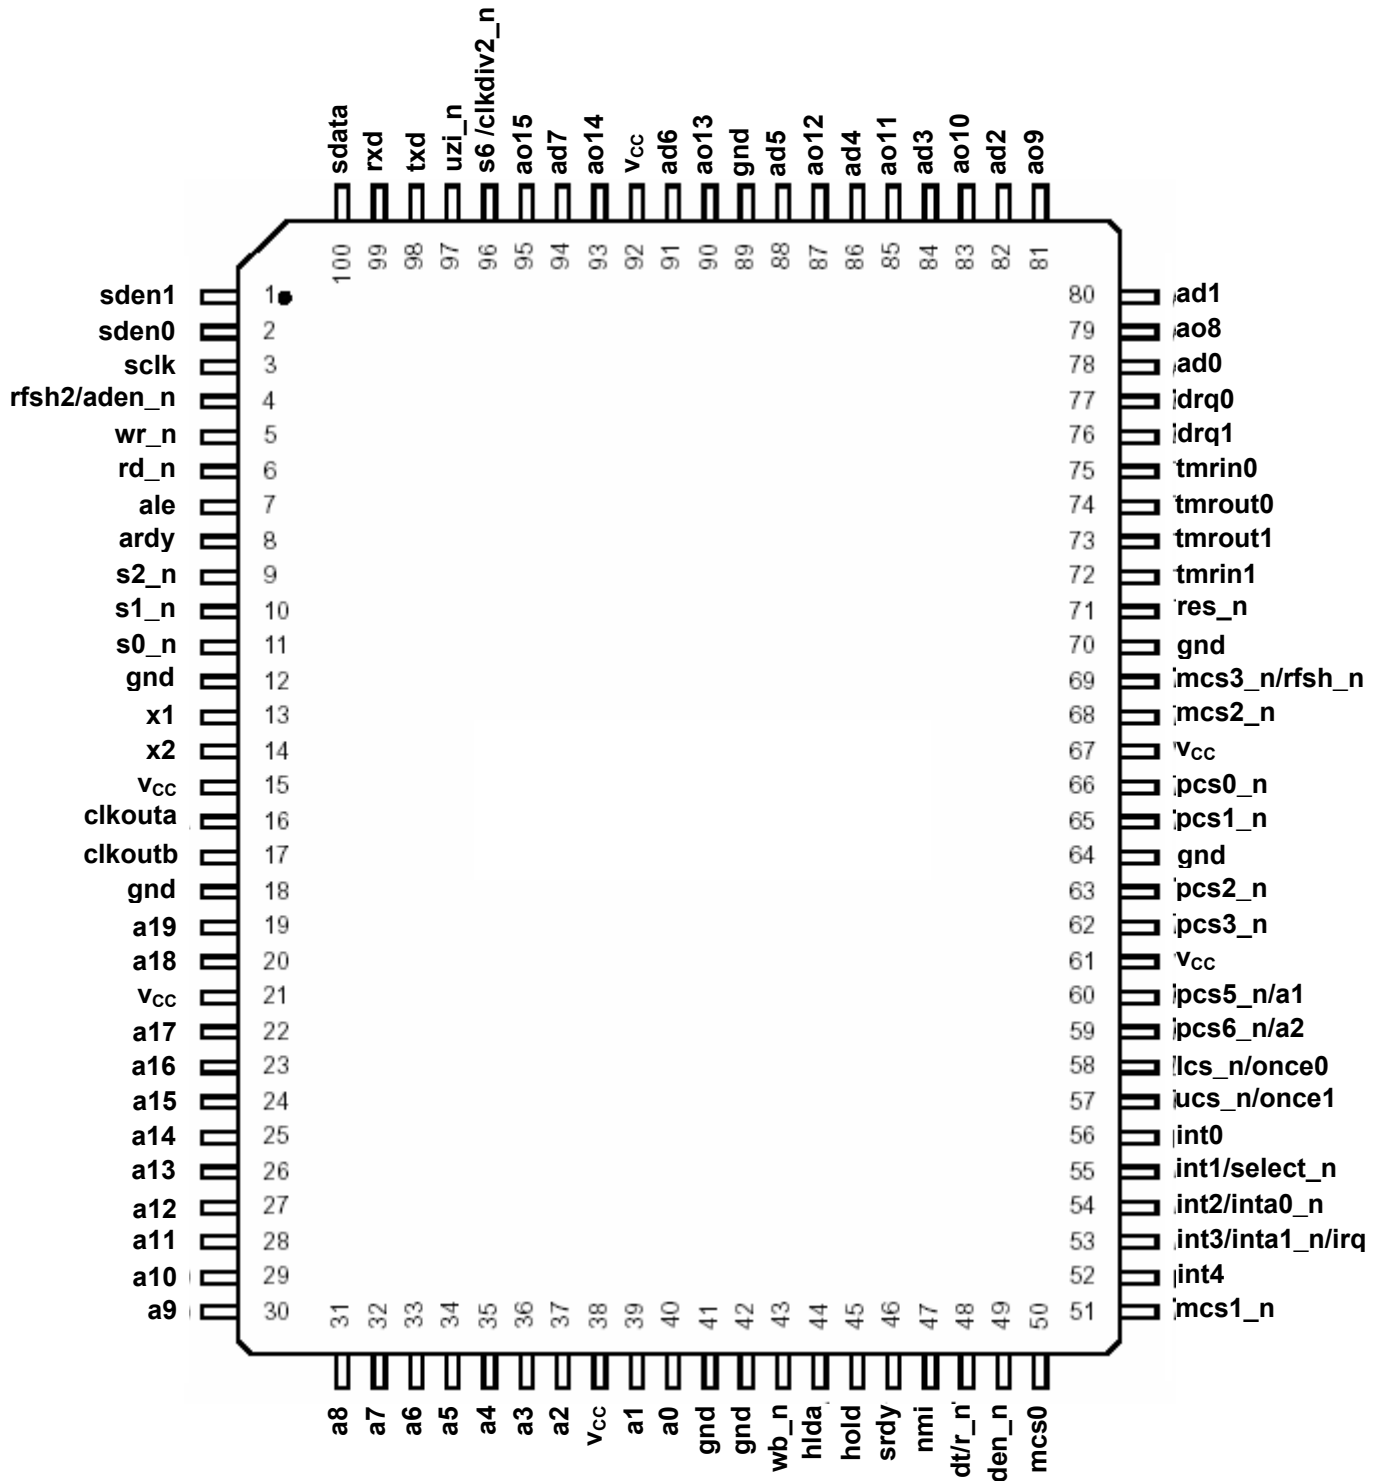 sdata rxd txd uzi_n s6 /clkdiv2_n ao15 ad7 ao14 vcc ad6 ao13 gnd ad5 ao12 ad4 ao11 ad3 ao10 ad2 ao9
100 99 98 97 96 95 94 93 92 91 90 89 88 87 86 85 84 83 82 81
sden1 1 80 ad1
sden0 2 79 ao8
sclk 3 78 ad0
rfsh2/aden_n 4 77 drq0
wr_n 5 76 drq1
rd_n 6 75 tmrin0
ale 7 74 tmrout0
ardy 8 73 tmrout1
s2_n 9 72 tmrin1
s1_n 10 71 res_n
s0_n 11 70 gnd
gnd 12 69 mcs3_n/rfsh_n
x1 13 68 mcs2_n
x2 14 67 vcc
vcc 15 66 pcs0_n
clkouta 16 65 pcs1_n
clkoutb 17 64 gnd
gnd 18 63 pcs2_n
a19 19 62 pcs3_n
a18 20 61 vcc
vcc 21 60 pcs5_n/a1
a17 22 59 pcs6_n/a2
a16 23 58 lcs_n/once0
a15 24 57 ucs_n/once1
a14 25 56 int0
a13 26 55 int1/select_n
a12 27 54 int2/inta0_n
a11 28 53 int3/inta1_n/irq
a10 29 52 int4
a9 30 51 mcs1_n
31 32 33 34 35 36 37 38 39 40 41 42 43 44 45 46 47 48 49 50
a8 a7 a6 a5 a4 a3 a2 vcc a1 a0 gnd gnd wb_n hlda hold srdy nmi dt/r_n den_n mcs0